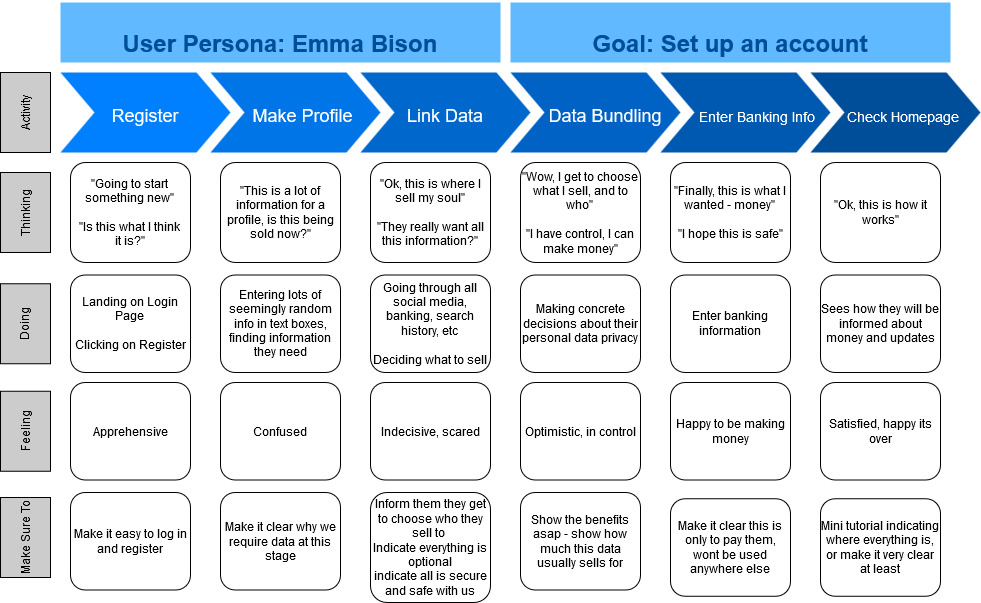 User Persona: Emma Bison
Goal: Set up an account
Activity
Register
Make Profile
Link Data
Data Bundling
Enter Banking Info
Check Homepage
Thinking
"Going to start
something new"
"Is this what I think
it is?"
"This is a lot of
information for a
profile, is this being
sold now?"
"Ok, this is where I
sell my soul"
"They really want all
this information?"
"Wow, I get to choose
what I sell, and to
who"
"I have control, I can
make money"
"Finally, this is what I
wanted - money"
"I hope this is safe"
"Ok, this is how it
works"
Doing
Landing on Login
Page
Clicking on Register
Entering lots of
seemingly random
info in text boxes,
finding information
they need
Going through all
social media,
banking, search
history, etc
Deciding what to sell
Making concrete
decisions about their
personal data privacy
Enter banking
information
Sees how they will be
informed about
money and updates
Feeling
Apprehensive
Confused
Indecisive, scared
Optimistic, in control
Happy to be making
money
Satisfied, happy its
over
Make Sure To
Make it easy to log in
and register
Make it clear why we
require data at this
stage
Inform them they get
to choose who they
sell to
Indicate everything is
optional
indicate all is secure
and safe with us
Show the benefits
asap - show how
much this data
usually sells for
Make it clear this is
only to pay them,
wont be used
anywhere else
Mini tutorial indicating
where everything is,
or make it very clear
at least